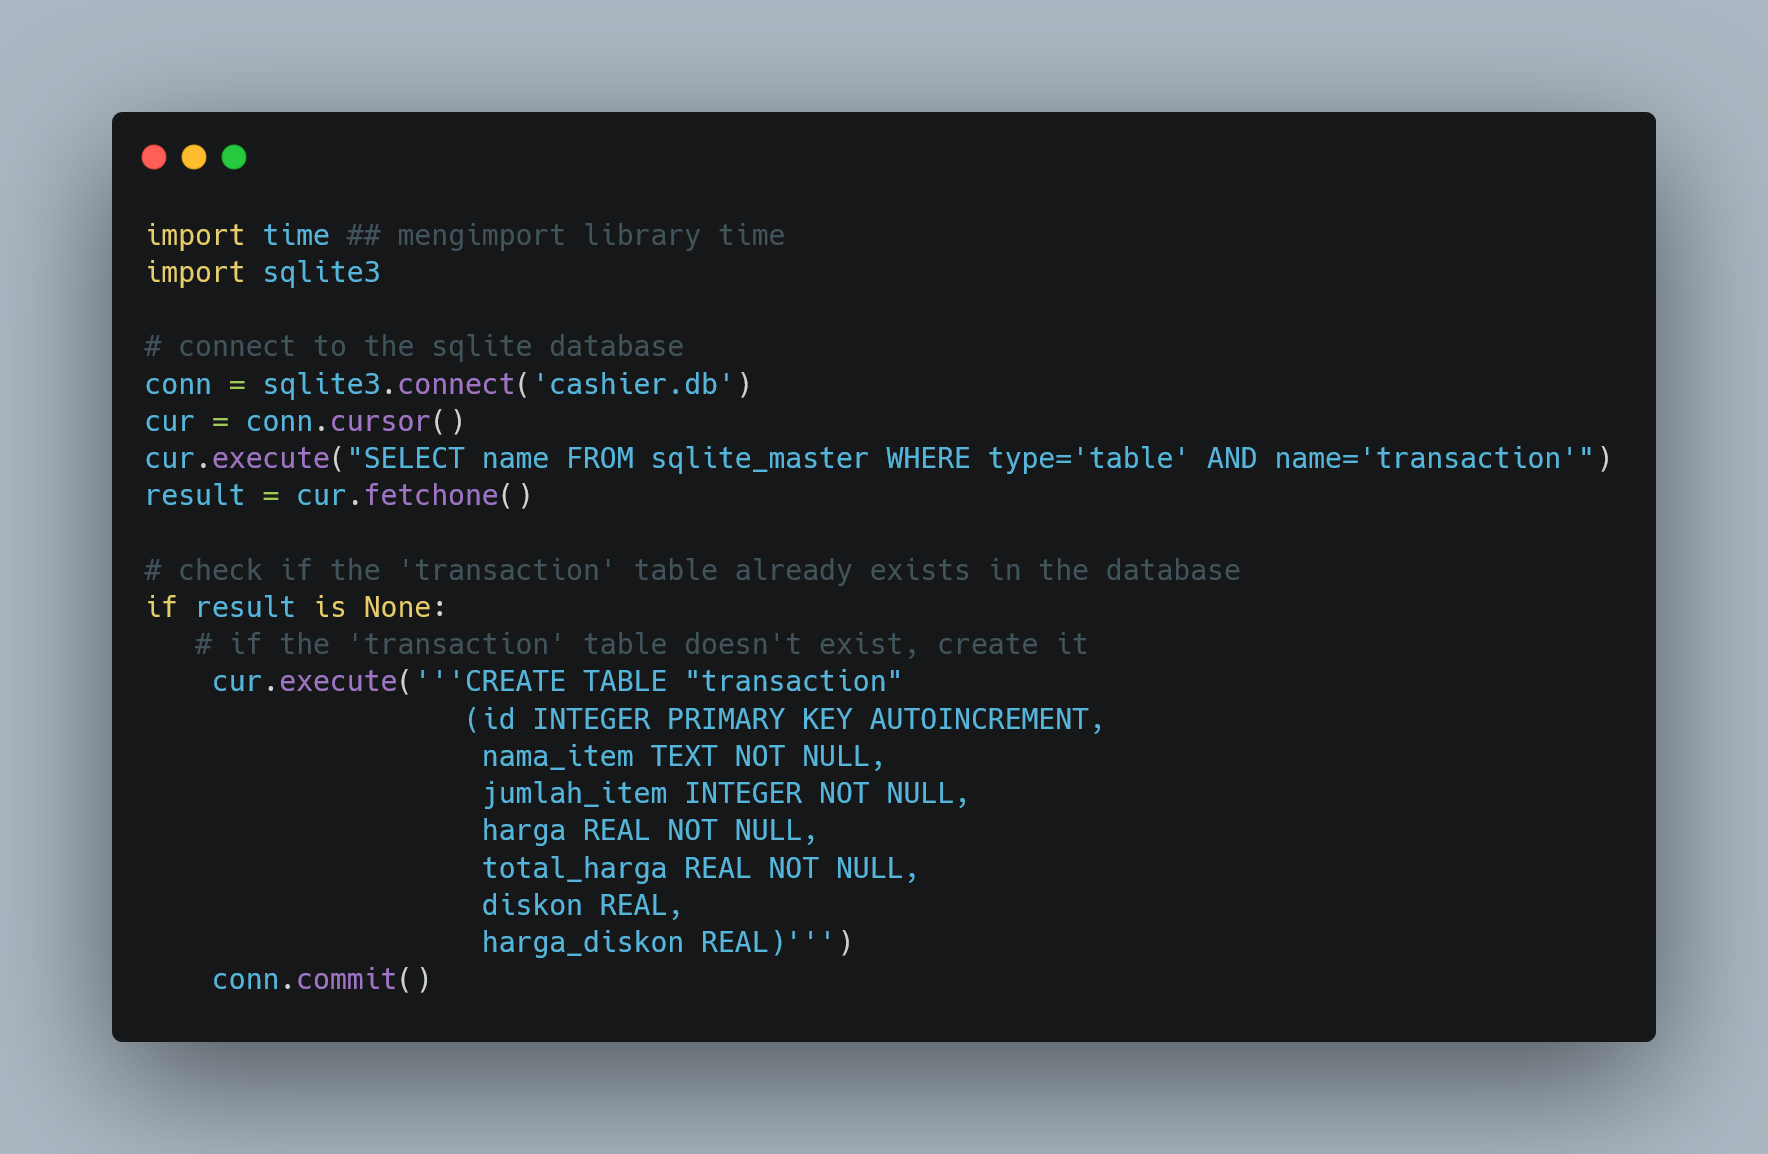 import time ## mengimport library time
import sqlite3
# connect to the sqlite database
conn = sqlite3.connect('cashier.db')
cur = conn.cursor()
cur.execute("SELECT name FROM sqlite_master WHERE type='table' AND name='transaction'")
result = cur.fetchone()
# check if the 'transaction' table already exists in the database
if result is None:
   # if the 'transaction' table doesn't exist, create it
    cur.execute('''CREATE TABLE "transaction"
                   (id INTEGER PRIMARY KEY AUTOINCREMENT,
                    nama_item TEXT NOT NULL,
                    jumlah_item INTEGER NOT NULL,
                    harga REAL NOT NULL,
                    total_harga REAL NOT NULL,
                    diskon REAL,
                    harga_diskon REAL)''')
    conn.commit()